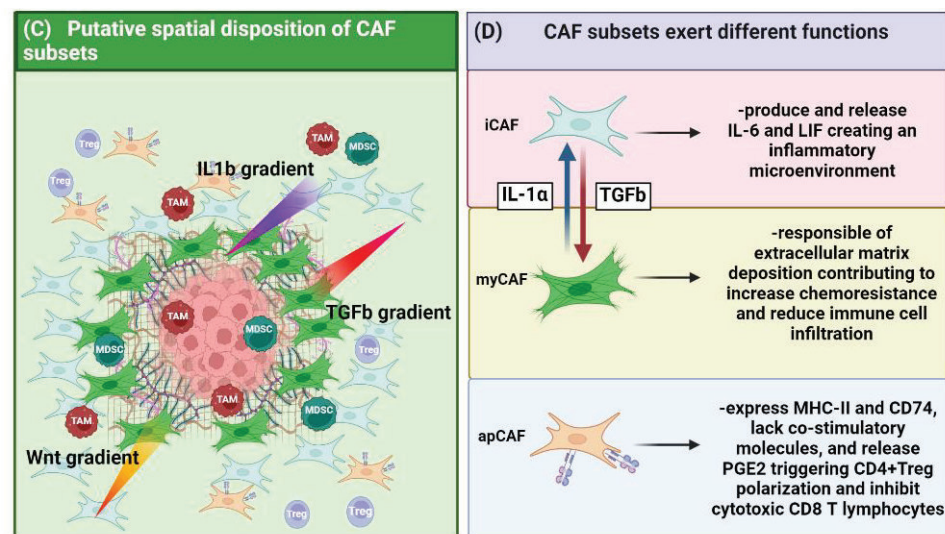 (C) Putative spatial disposition of CAF
subsets
Treg
Treg
TAM
MDSC
IL1b gradient
TAM
TAM
TGFb gradient
MDSC
MDSC
Treg
TAM
TAM
MDSC
Wnt gradient
Treg
Treg
(D) CAF subsets exert different functions
iCAF
-produce and release
IL-6 and LIF creating an
inflammatory
microenvironment
IL-1α
TGFb
myCAF
-responsible of
extracellular matrix
deposition contributing to
increase chemoresistance
and reduce immune cell
infiltration
apCAF
-express MHC-II and CD74,
lack co-stimulatory
molecules, and release
PGE2 triggering CD4+Treg
polarization and inhibit
cytotoxic CD8 T lymphocytes